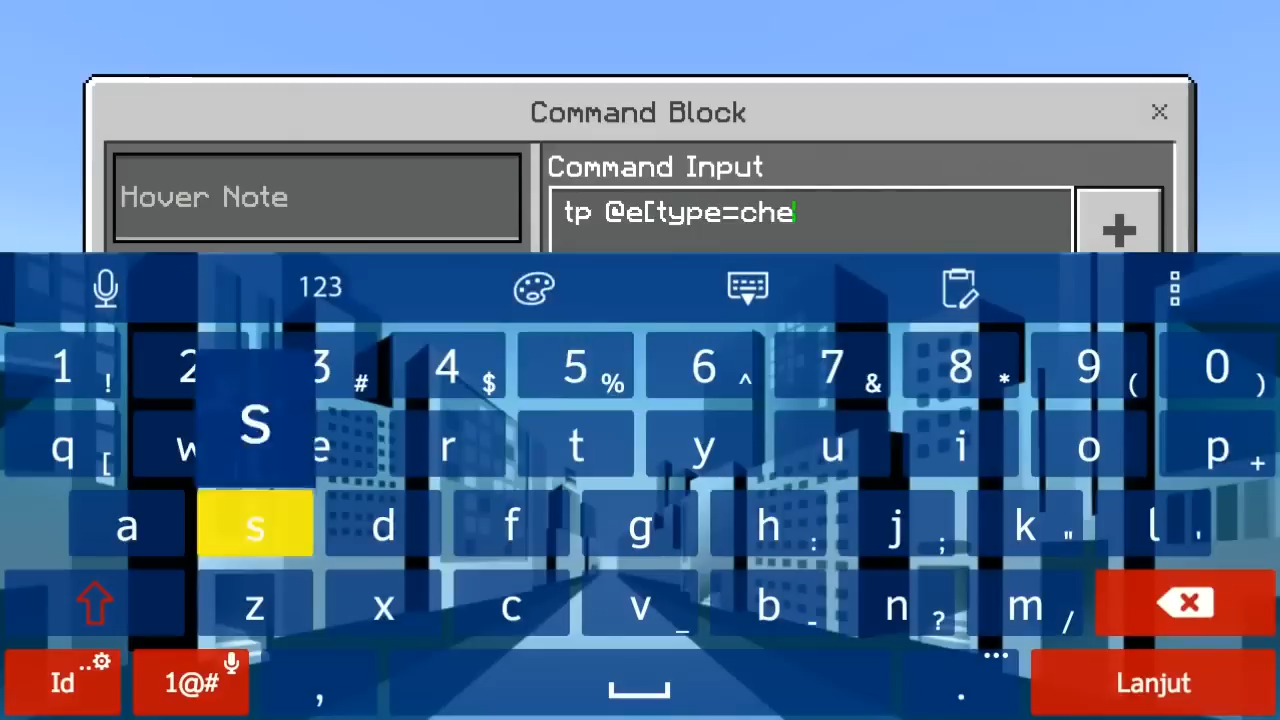 Command Block
Hover Note
Command Input
tp @e[type=che
123
1 ! 2 3 # 4 $ 5 % 6 ^ 7 & 8 * 9 ( 0 )
S
q [ w e r t y u i o p +
a s d f g h : j ; k " l '
z x c v _ b - n ? m /
Id 1@# , . Lanjut